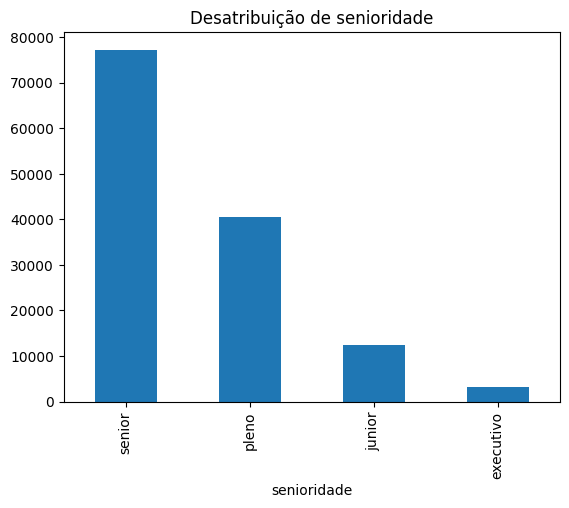 Desatribuição de senioridade
80000
70000
60000
50000
40000
30000
20000
10000
0
senior
pleno
junior
executivo
senioridade